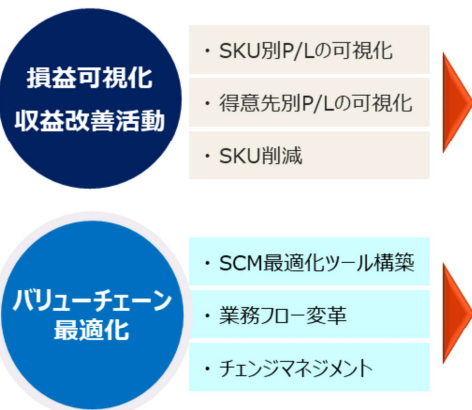 損益可視化
収益改善活動
・SKU別P/Lの可視化
・得意先別P/Lの可視化
・SKU削減
バリューチェーン
最適化
・SCM最適化ツール構築
・業務フロー変革
・チェンジマネジメント